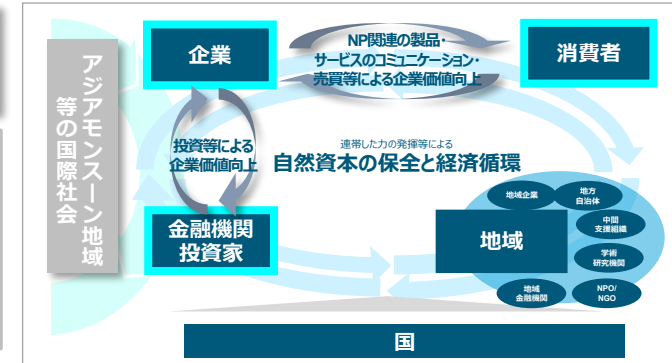 アジアモンスーン地域
等の国際社会
企業
NP関連の製品・
サービスのコミュニケーション・
売買等による企業価値向上
消費者
投資等による
企業価値向上
連帯した力の発揮等による
自然資本の保全と経済循環
金融機関
投資家
地域
地域企業
地方
自治体
中間
支援組織
学術
研究機関
地域
金融機関
NPO/
NGO
国